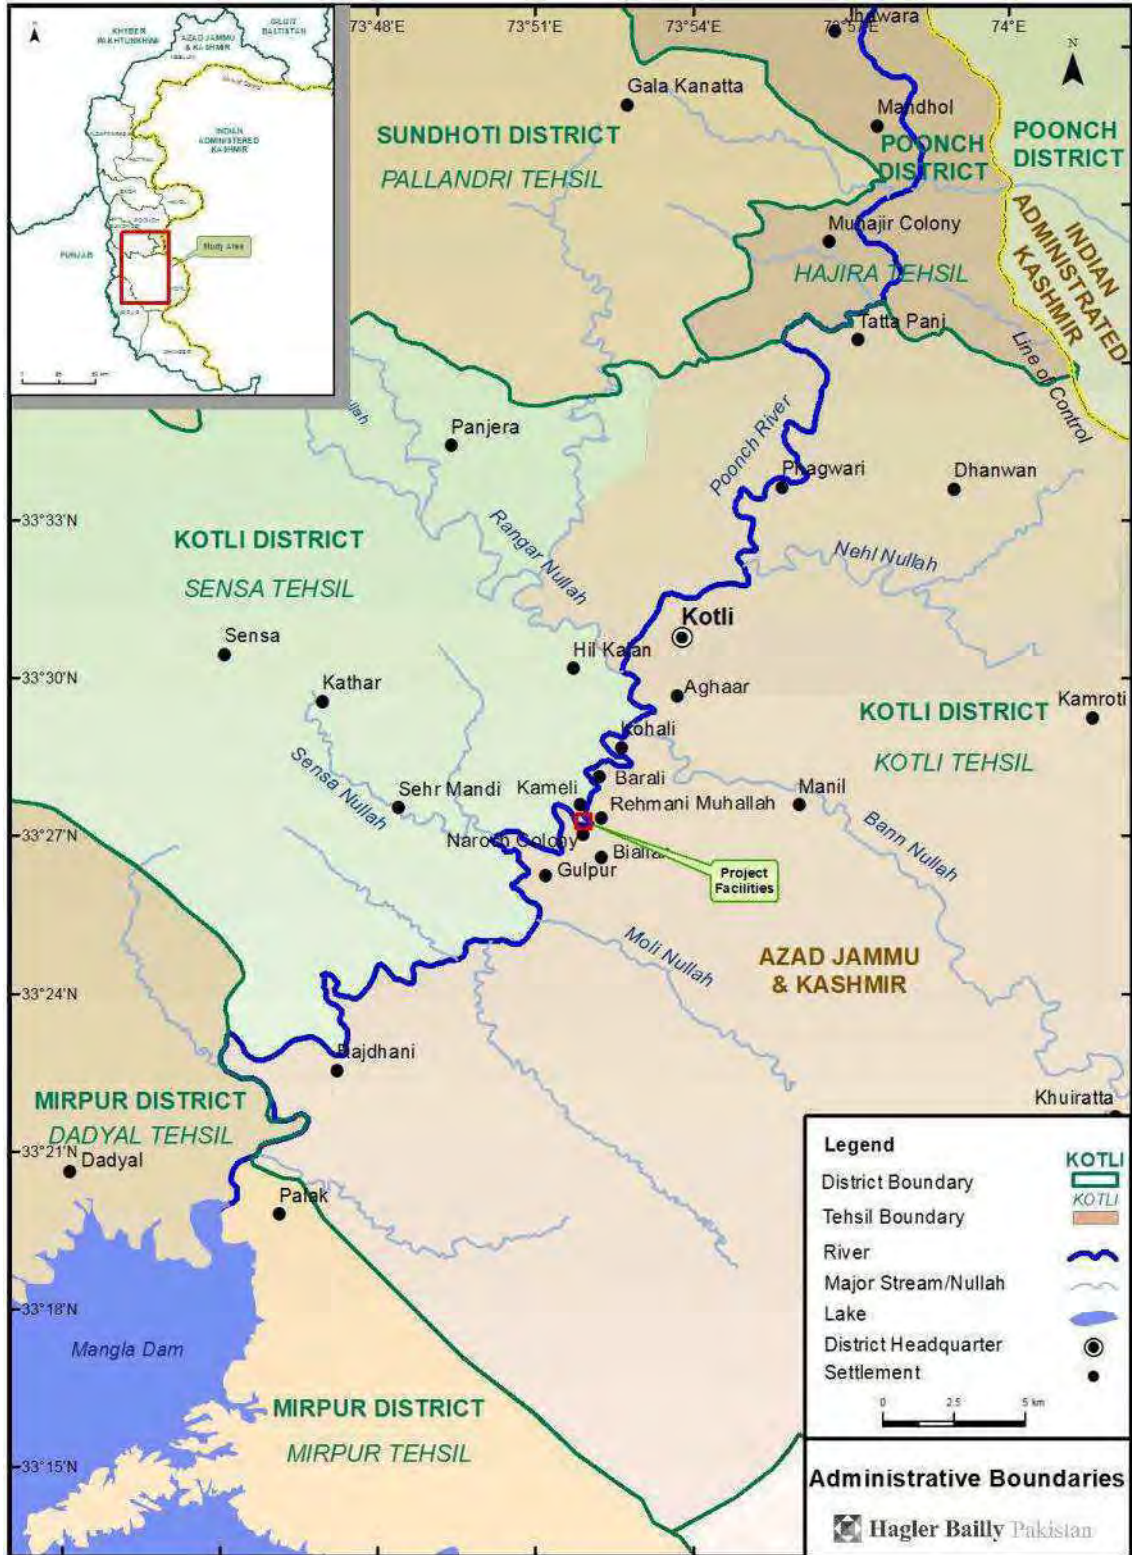 73°48'E
73°51'E
73°54'E
73°57'E
74°E
KHYBER
PAKHTUNKHWA
AZAD JAMMU
& KASHMIR
GILGIT
BALTISTAN
INDIAN
ADMINISTERED
KASHMIR
PUNJAB
Study Area
N
Jhawara
Gala Kanatta
Mandhol
SUNDHOTI DISTRICT
PALLANDRI TEHSIL
POONCH
DISTRICT
POONCH
DISTRICT
Muhajir Colony
HAJIRA TEHSIL
INDIAN
ADMINISTRATED
KASHMIR
Tatta Pani
Line of Control
Panjera
Poonch River
Phagwari
Dhanwan
33°33'N
Rangar Nullah
Nehl Nullah
KOTLI DISTRICT
SENSA TEHSIL
Kotli
Sensa
Hil Kalan
33°30'N
Kathar
Aghaar
Kamroti
KOTLI DISTRICT
KOTLI TEHSIL
Kohali
Sensa Nullah
Barali
Sehr Mandi
Kameli
Rehmani Muhallah
Manil
Bann Nullah
33°27'N
Naroch Colony
Gulpur
Project
Facilities
Moli Nullah
AZAD JAMMU
& KASHMIR
33°24'N
Rajdhani
Khuiratta
MIRPUR DISTRICT
DADYAL TEHSIL
33°21'N
Dadyal
Palak
33°18'N
Mangla Dam
MIRPUR DISTRICT
MIRPUR TEHSIL
33°15'N
Legend
KOTLI
District Boundary
KOTLI
Tehsil Boundary
River
Major Stream/Nullah
Lake
District Headquarter
Settlement
0 2.5 5 km
Administrative Boundaries
Hagler Bailly Pakistan